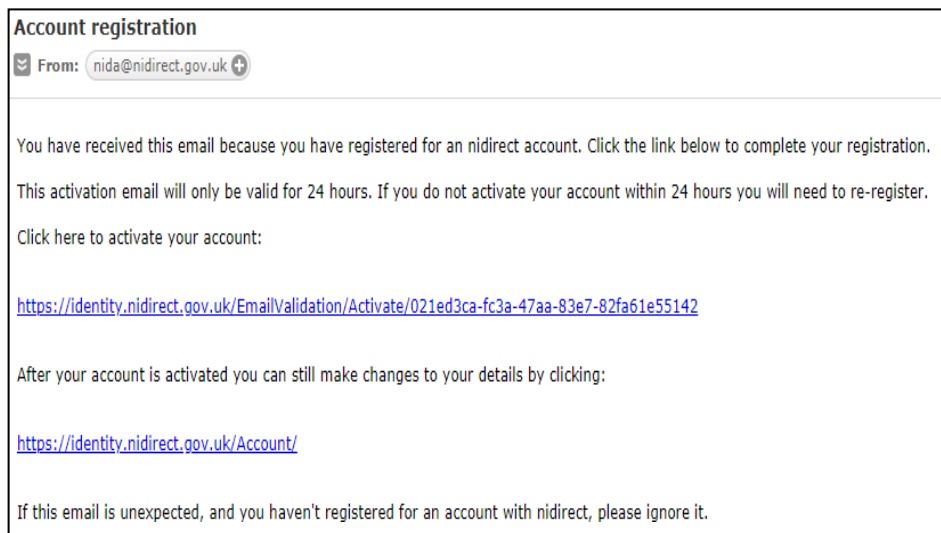 Account registration
From: nida@nidirect.gov.uk
You have received this email because you have registered for an nidirect account. Click the link below to complete your registration.
This activation email will only be valid for 24 hours. If you do not activate your account within 24 hours you will need to re-register.
Click here to activate your account:
https://identity.nidirect.gov.uk/EmailValidation/Activate/021ed3ca-fc3a-47aa-83e7-82fa61e55142
After your account is activated you can still make changes to your details by clicking:
https://identity.nidirect.gov.uk/Account/
If this email is unexpected, and you haven't registered for an account with nidirect, please ignore it.